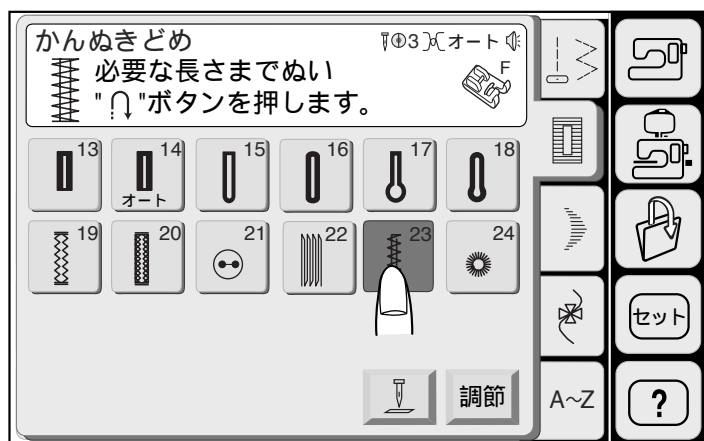 かんぬきどめ
3 オート
必要な長さまでぬい
F
" "ボタンを押します。
13 14 15 16 17 18
オート
19 20 21 22 23 24
セット
調節 A~Z ?